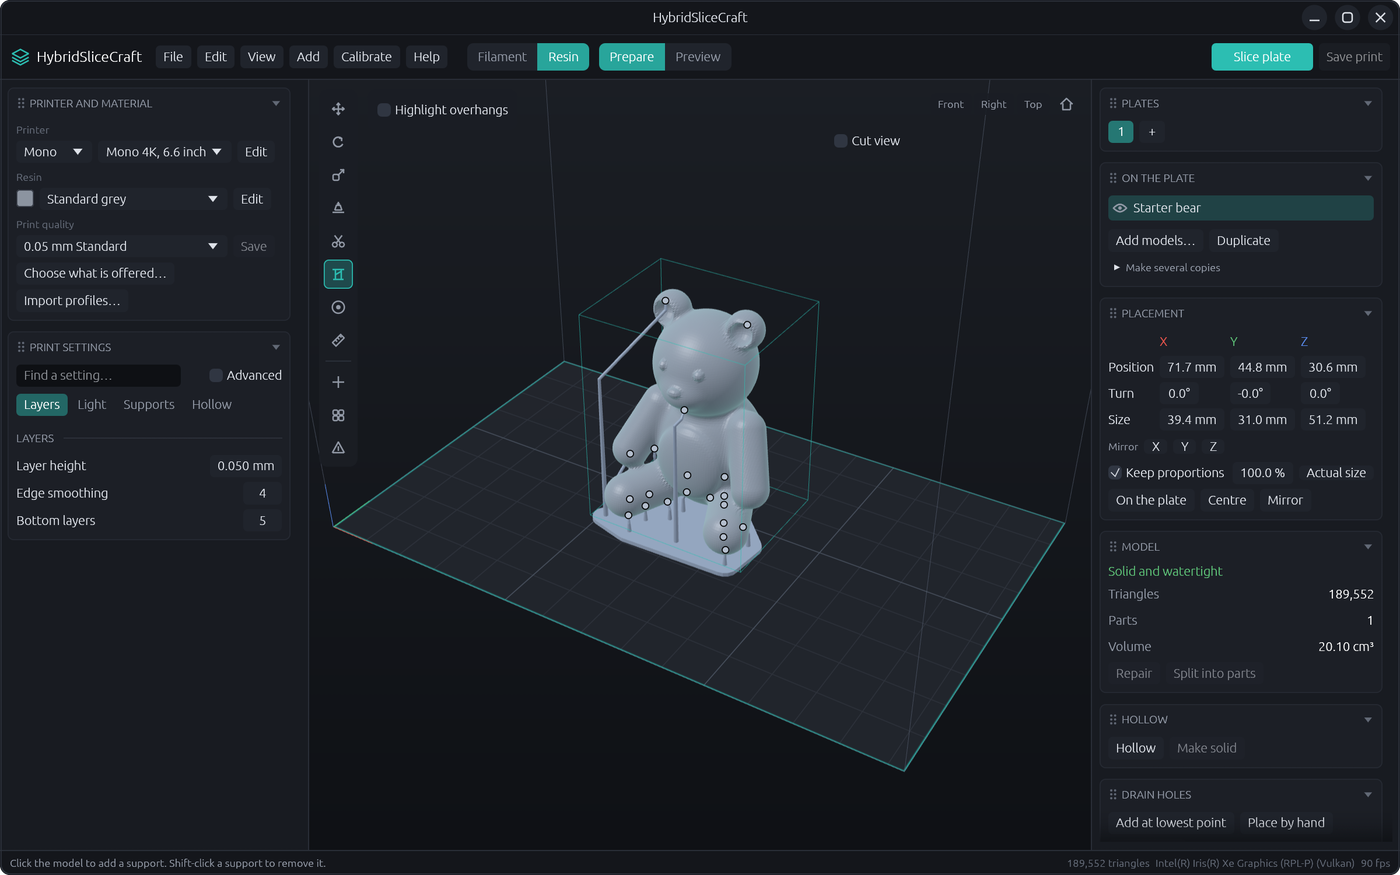 HybridSliceCraft
HybridSliceCraft File Edit View Add Calibrate Help Filament Resin Prepare Preview Slice plate Save print
PRINTER AND MATERIAL
Printer
Mono Mono 4K, 6.6 inch Edit
Resin
Standard grey Edit
Print quality
0.05 mm Standard Save
Choose what is offered...
Import profiles...
PRINT SETTINGS
Find a setting... Advanced
Layers Light Supports Hollow
LAYERS
Layer height 0.050 mm
Edge smoothing 4
Bottom layers 5
Highlight overhangs
Front Right Top
Cut view
PLATES
1 +
ON THE PLATE
Starter bear
Add models... Duplicate
Make several copies
PLACEMENT
X Y Z
Position 71.7 mm 44.8 mm 30.6 mm
Turn 0.0° -0.0° 0.0°
Size 39.4 mm 31.0 mm 51.2 mm
Mirror X Y Z
Keep proportions 100.0 % Actual size
On the plate Centre Mirror
MODEL
Solid and watertight
Triangles 189,552
Parts 1
Volume 20.10 cm³
Repair Split into parts
HOLLOW
Hollow Make solid
DRAIN HOLES
Add at lowest point Place by hand
Click the model to add a support. Shift-click a support to remove it.
189,552 triangles Intel(R) Iris(R) Xe Graphics (RPL-P) (Vulkan) 90 fps